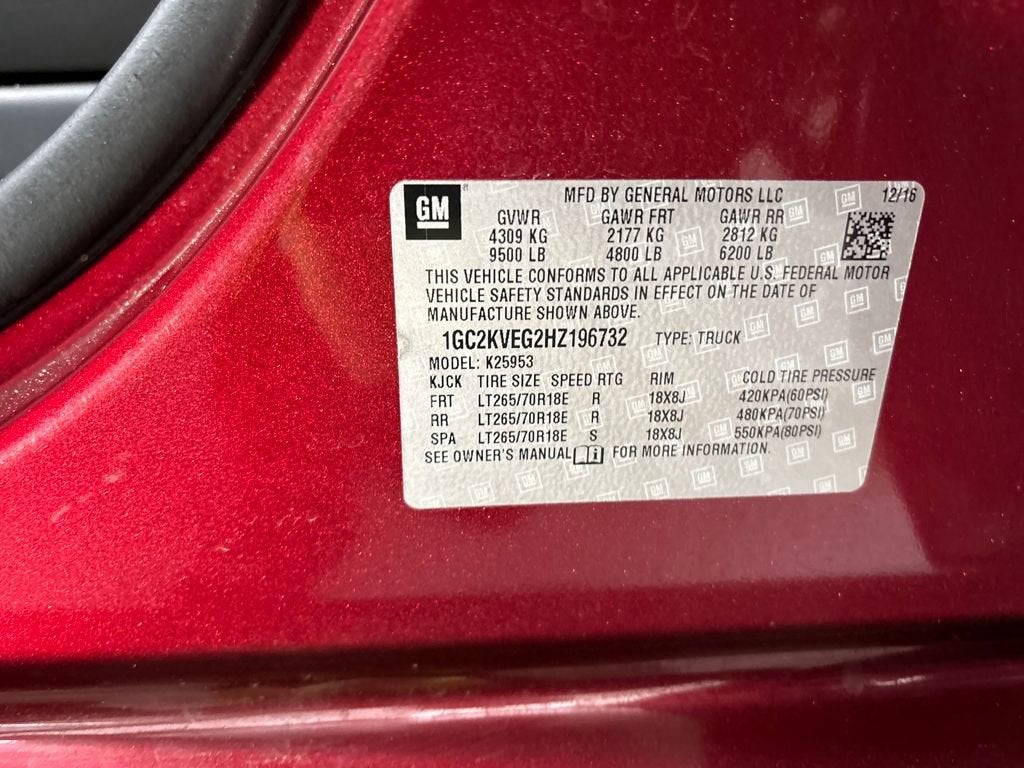 GM MFD BY GENERAL MOTORS LLC 12/16
GVWR GAWR FRT GAWR RR
4309 KG 2177 KG 2812 KG
9500 LB 4800 LB 6200 LB
THIS VEHICLE CONFORMS TO ALL APPLICABLE U.S. FEDERAL MOTOR
VEHICLE SAFETY STANDARDS IN EFFECT ON THE DATE OF
MANUFACTURE SHOWN ABOVE.
1GC2KVEG2HZ196732 TYPE: TRUCK
MODEL: K25953
KJCK TIRE SIZE SPEED RTG RIM COLD TIRE PRESSURE
FRT LT265/70R18E R 18X8J 420KPA(60PSI)
RR LT265/70R18E R 18X8J 480KPA(70PSI)
SPA LT265/70R18E S 18X8J 550KPA(80PSI)
SEE OWNER'S MANUAL FOR MORE INFORMATION.